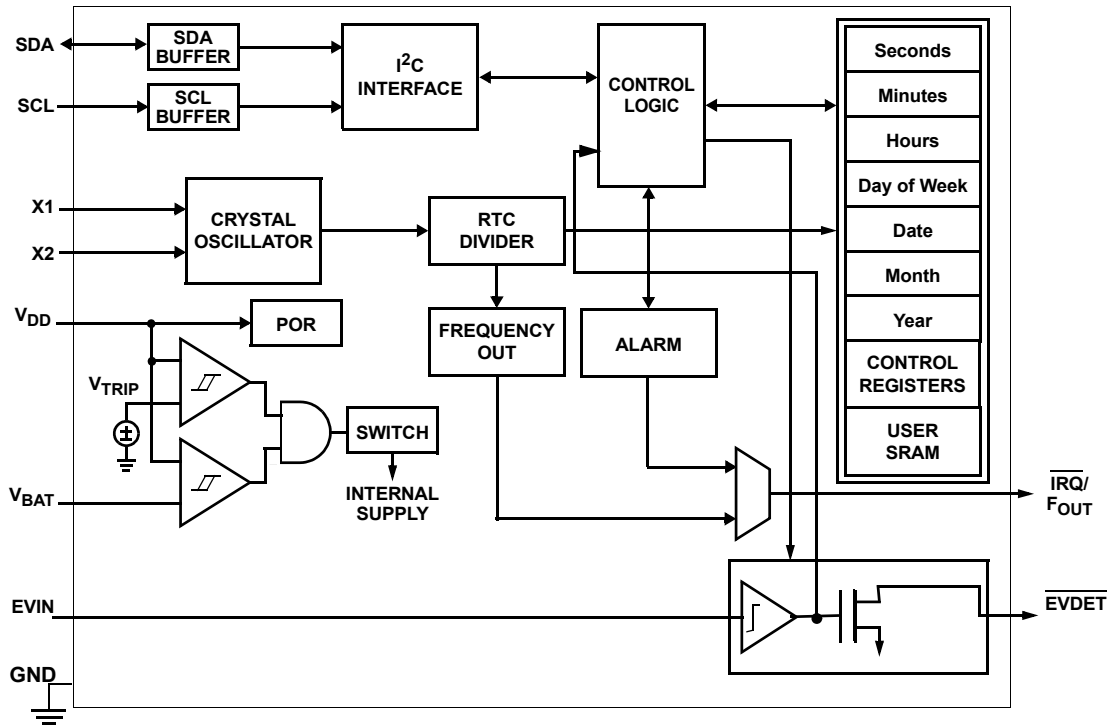 SDA
SDA
BUFFER
SCL
SCL
BUFFER
I²C
INTERFACE
CONTROL
LOGIC
Seconds
Minutes
Hours
Day of Week
Date
Month
Year
CONTROL
REGISTERS
USER
SRAM
X1
X2
CRYSTAL
OSCILLATOR
RTC
DIVIDER
FREQUENCY
OUT
ALARM
VDD
POR
VTRIP
SWITCH
INTERNAL
SUPPLY
VBAT
IRQ/
FOUT
EVIN
EVDET
GND